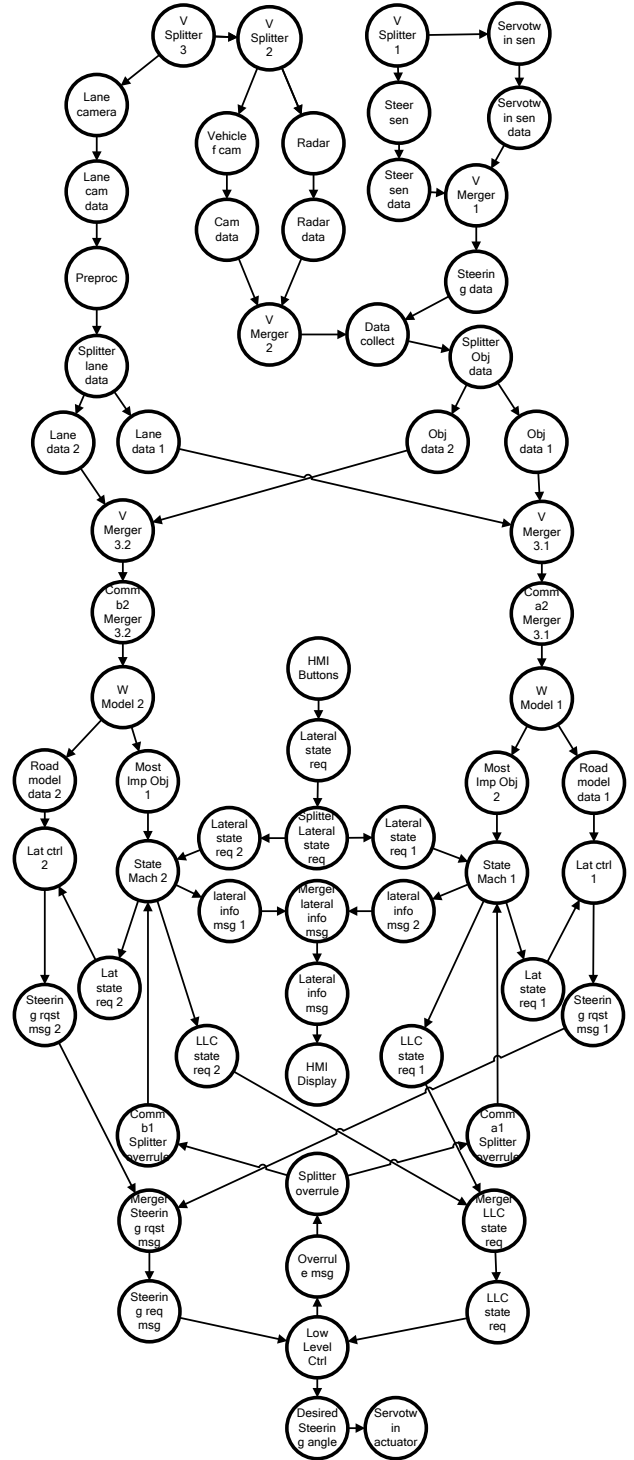 V
Splitter
3
V
Splitter
2
V
Splitter
1
Servotw
in sen
Lane
camera
Steer
sen
Servotw
in sen
data
Vehicle
f cam
Radar
Lane
cam
data
Steer
sen data
V
Merger
1
Cam
data
Radar
data
Preproc
Steerin
g data
V
Merger
2
Data
collect
Splitter
Obj
data
Splitter
lane
data
Lane
data 2
Lane
data 1
Obj
data 2
Obj
data 1
V
Merger
3.2
V
Merger
3.1
Comm
b2
Merger
3.2
Comm
a2
Merger
3.1
HMI
Buttons
W
Model 2
W
Model 1
Lateral
state
req
Road
model
data 2
Most
Imp Obj
1
Most
Imp Obj
2
Road
model
data 1
Lateral
state
req 2
Splitter
Lateral
state
req
Lateral
state
req 1
Lat ctrl
2
State
Mach 2
State
Mach 1
Lat ctrl
1
lateral
info
msg 1
Merger
lateral
info
msg
lateral
info
msg 2
Lat
state
req 2
Lateral
info
msg
Lat
state
req 1
Steerin
g rqst
msg 2
Steerin
g rqst
msg 1
LLC
state
req 2
HMI
Display
LLC
state
req 1
Comm
b1
Splitter
overrule
Comm
a1
Splitter
overrule
Splitter
overrule
Merger
Steerin
g rqst
msg
Merger
LLC
state
req
Overrul
e msg
Steerin
g req
msg
LLC
state
req
Low
Level
Ctrl
Desired
Steerin
g angle
Servotw
in
actuator